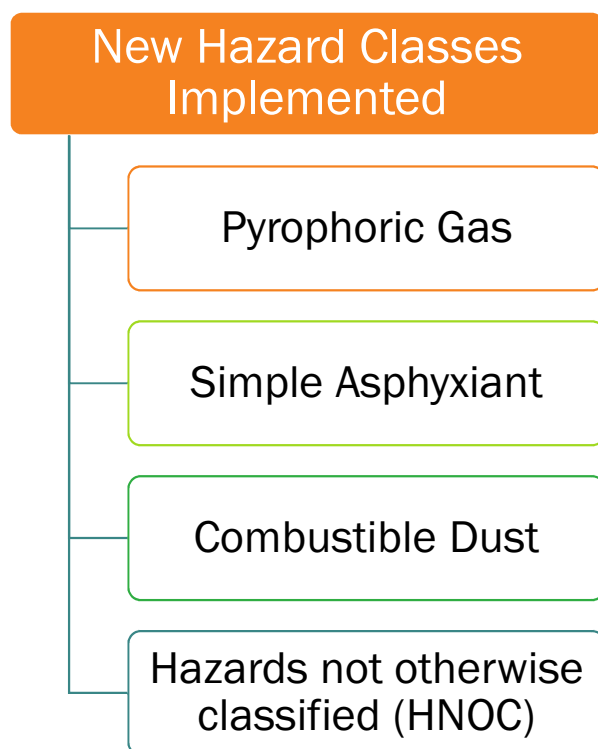 New Hazard Classes
Implemented
Pyrophoric Gas
Simple Asphyxiant
Combustible Dust
Hazards not otherwise
classified (HNOC)